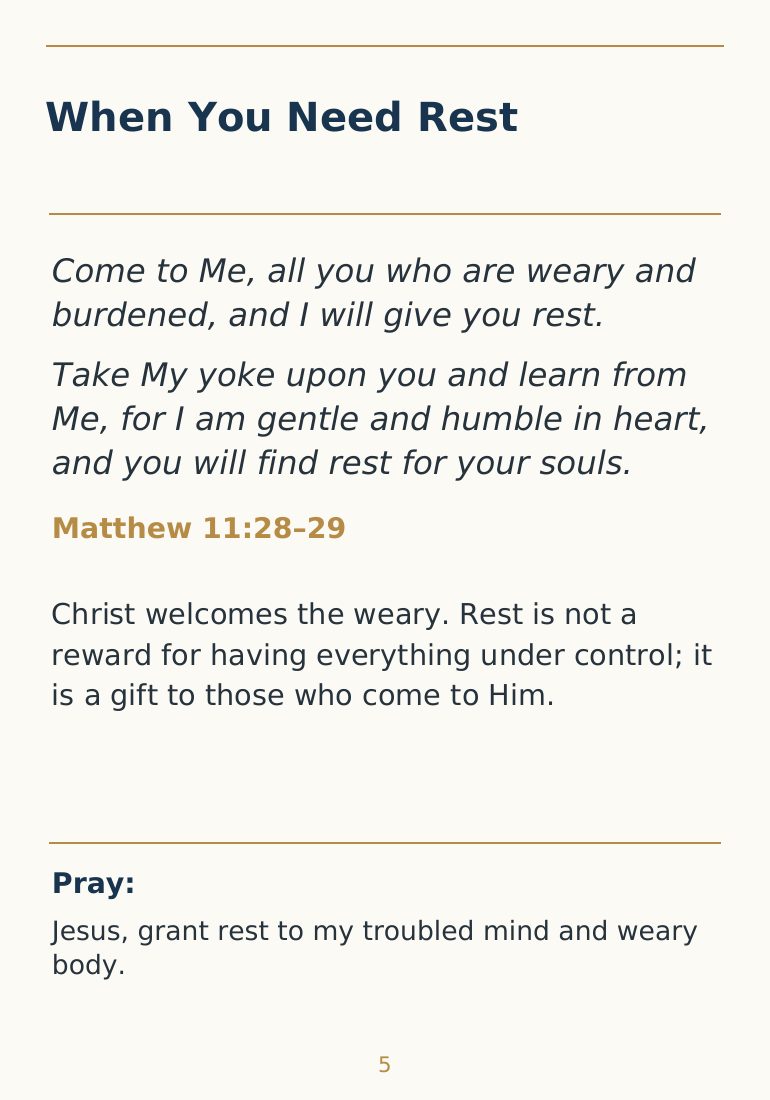 When You Need Rest
Come to Me, all you who are weary and
burdened, and I will give you rest.
Take My yoke upon you and learn from
Me, for I am gentle and humble in heart,
and you will find rest for your souls.
Matthew 11:28–29
Christ welcomes the weary. Rest is not a
reward for having everything under control; it
is a gift to those who come to Him.
Pray:
Jesus, grant rest to my troubled mind and weary
body.
5